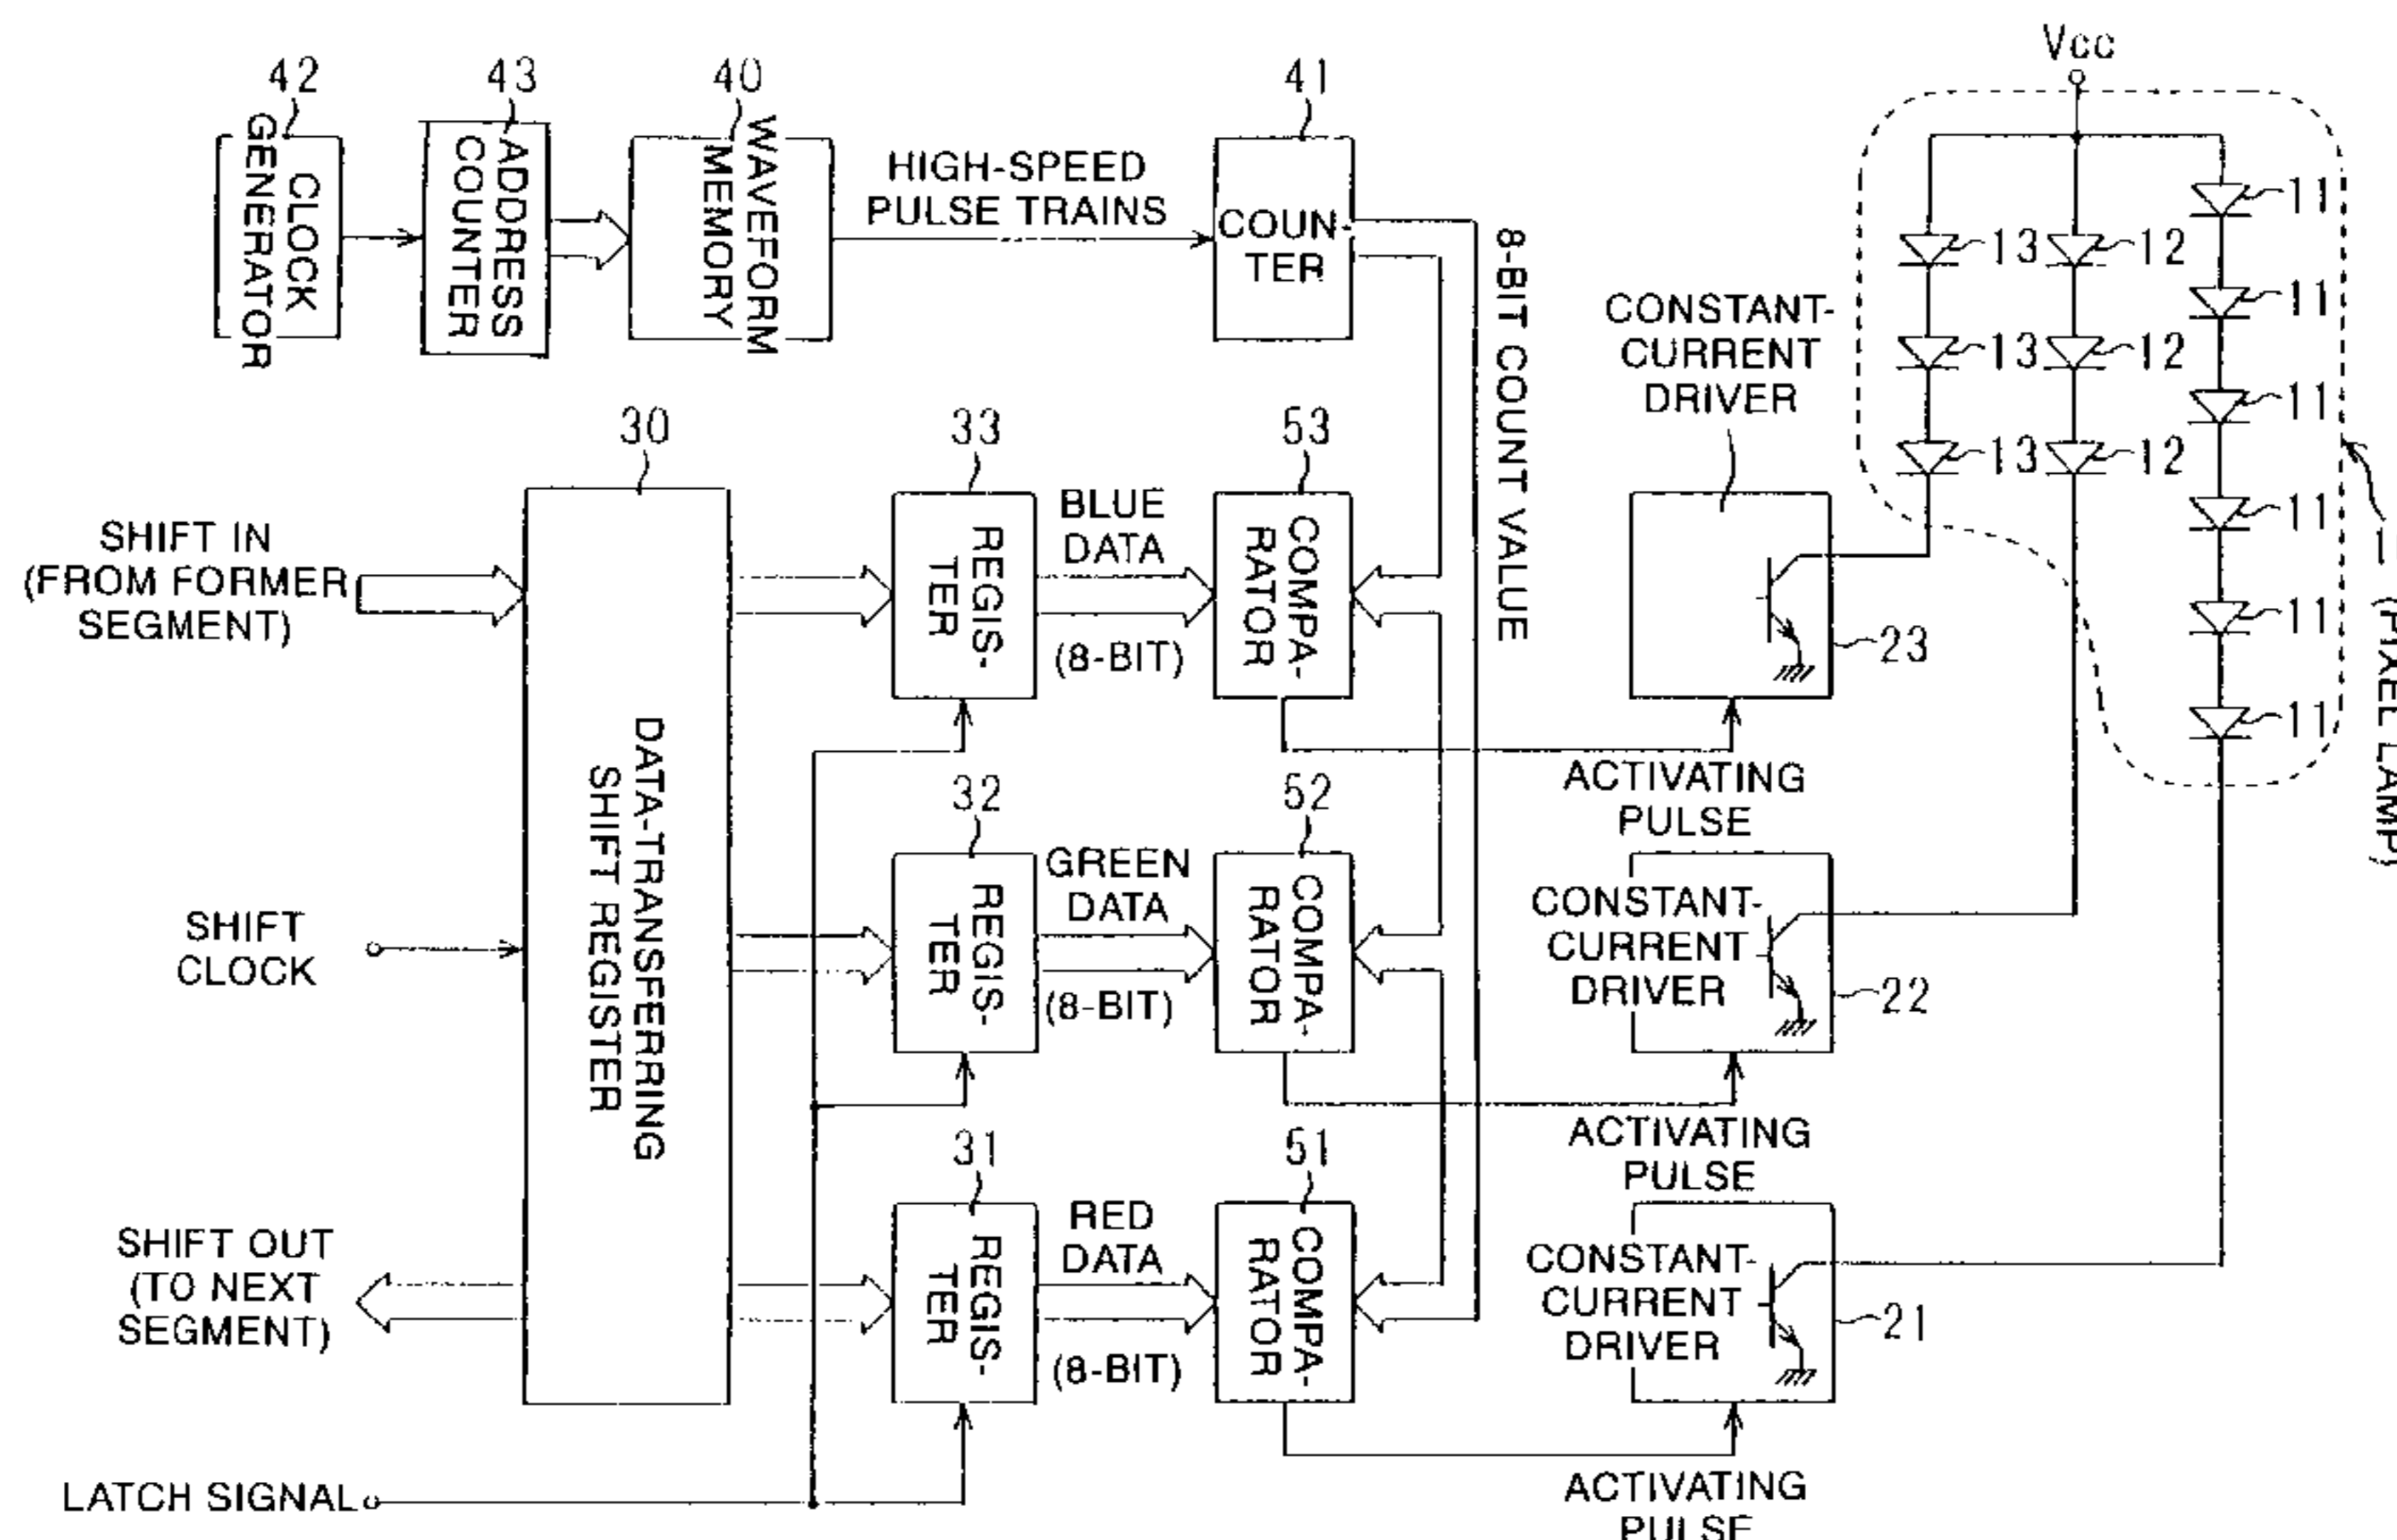 42
43
40
41
Vcc
CLOCK
GENERATOR
ADDRESS
COUNTER
WAVEFORM
MEMORY
HIGH-SPEED
PULSE TRAINS
COUN-
TER
8-BIT COUNT VALUE
CONSTANT-
CURRENT
DRIVER
13
13
13
12
12
12
11
11
11
11
11
11
(PIXEL LAMP)
30
33
53
SHIFT IN
(FROM FORMER
SEGMENT)
DATA-TRANSFERRING
SHIFT REGISTER
REGIS-
TER
BLUE
DATA
(8-BIT)
COMPA-
RATOR
23
ACTIVATING
PULSE
32
52
SHIFT
CLOCK
REGIS-
TER
GREEN
DATA
(8-BIT)
COMPA-
RATOR
CONSTANT-
CURRENT
DRIVER
22
ACTIVATING
PULSE
31
51
SHIFT OUT
(TO NEXT
SEGMENT)
REGIS-
TER
RED
DATA
(8-BIT)
COMPA-
RATOR
CONSTANT-
CURRENT
DRIVER
21
LATCH SIGNAL
ACTIVATING
PULSE